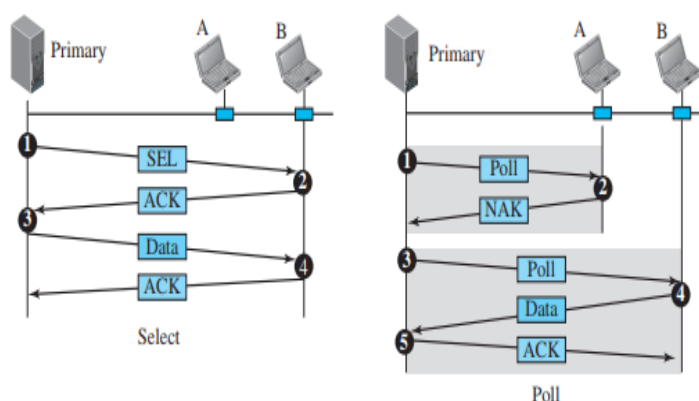 Primary
A
B
1
SEL
2
ACK
3
Data
4
ACK
Select
Primary
A
B
1
Poll
2
NAK
3
Poll
4
Data
5
ACK
Poll